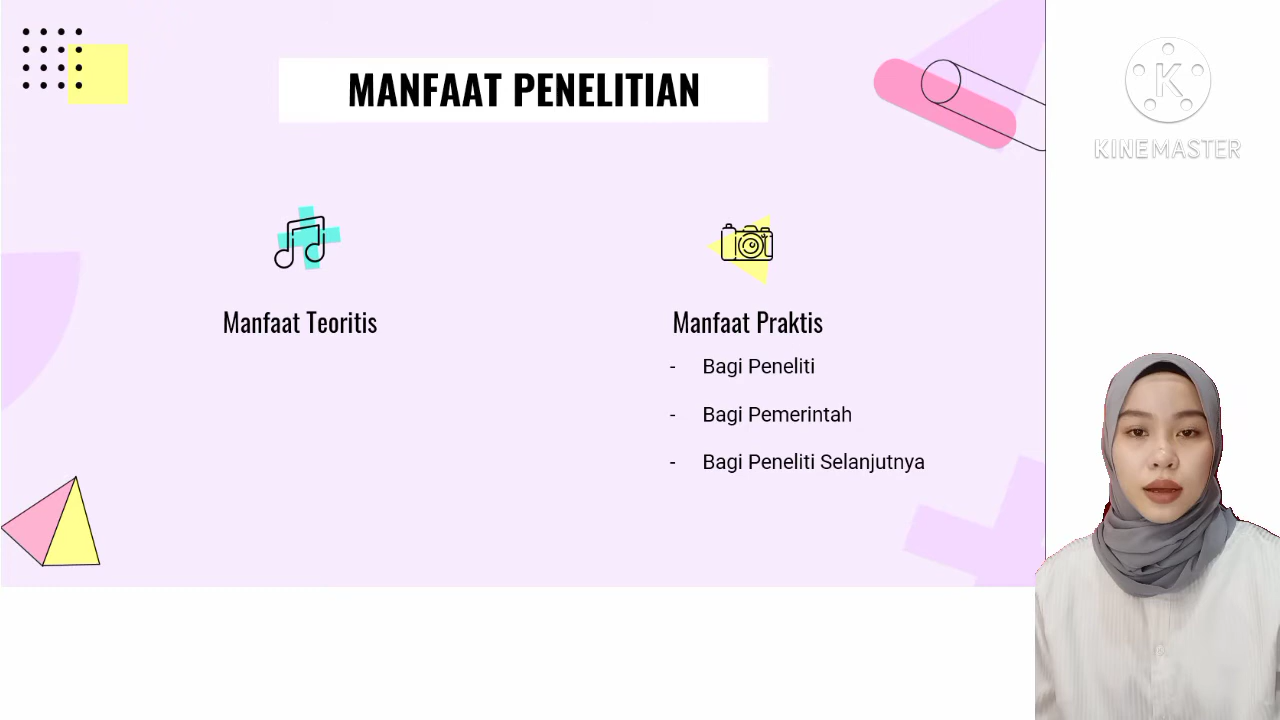 MANFAAT PENELITIAN
K
KINEMASTER
Manfaat Teoritis
Manfaat Praktis
- Bagi Peneliti
- Bagi Pemerintah
- Bagi Peneliti Selanjutnya